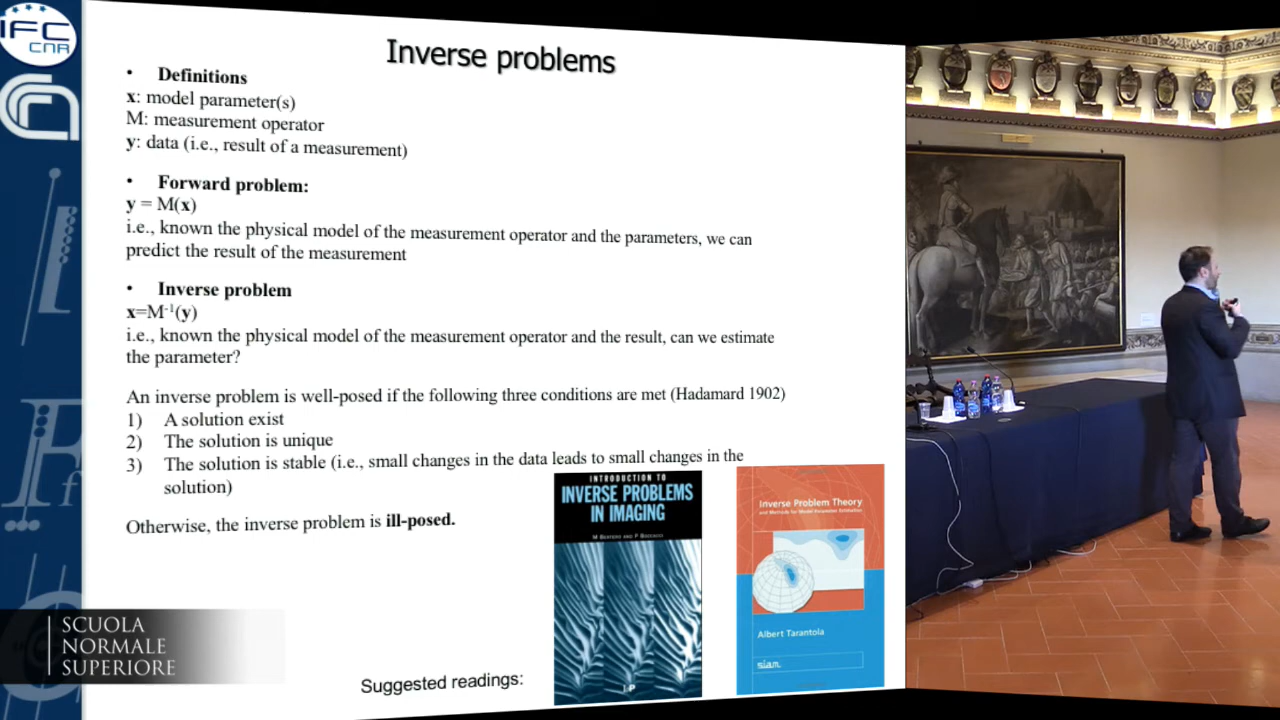 IFC
CNR
Inverse problems
• Definitions
x: model parameter(s)
M: measurement operator
y: data (i.e., result of a measurement)
• Forward problem:
y = M(x)
i.e., known the physical model of the measurement operator and the parameters, we can
predict the result of the measurement
• Inverse problem
x=M⁻¹(y)
i.e., known the physical model of the measurement operator and the result, can we estimate
the parameter?
An inverse problem is well-posed if the following three conditions are met (Hadamard 1902)
1) A solution exist
2) The solution is unique
3) The solution is stable (i.e., small changes in the data leads to small changes in the
solution)
Otherwise, the inverse problem is ill-posed.
INTRODUCTION TO
INVERSE PROBLEMS
IN IMAGING
M BERTERO AND P BOCCACCI
Inverse Problem Theory
and Methods for Model Parameter Estimation
Albert Tarantola
siam
Suggested readings:
SCUOLA
NORMALE
SUPERIORE